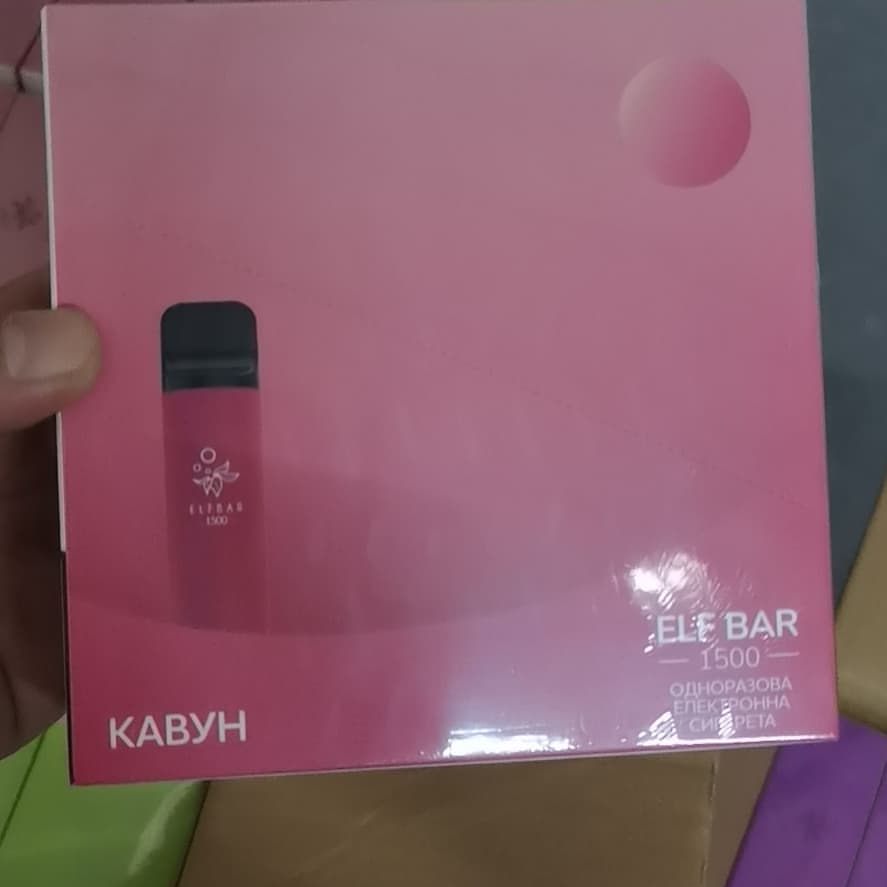 ELFBAR
1500
ELF BAR
1500
ОДНОРАЗОВА
ЕЛЕКТРОННА
СИГАРЕТА
КАВУН